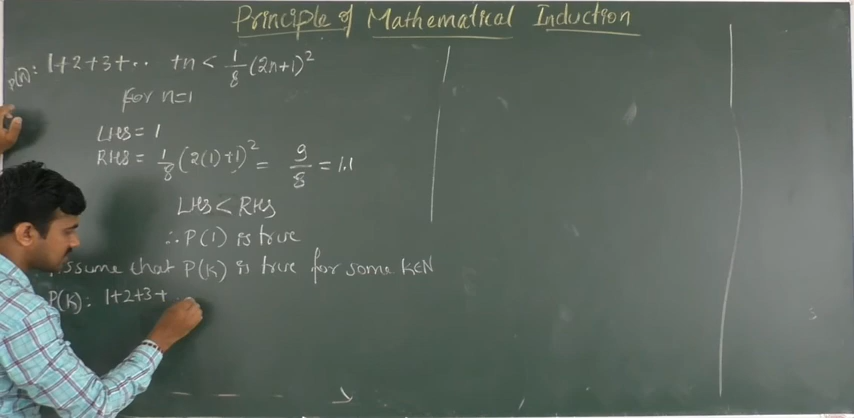 Principle of Mathematical Induction
P(n): 1+2+3+.. +n < 1/8 (2n+1)²
for n=1
LHS = 1
RHS = 1/8 (2(1)+1)² = 9/8 = 1.1
LHS < RHS
∴ P(1) is true
Assume that P(K) is true for some K∈N
P(K): 1+2+3+..